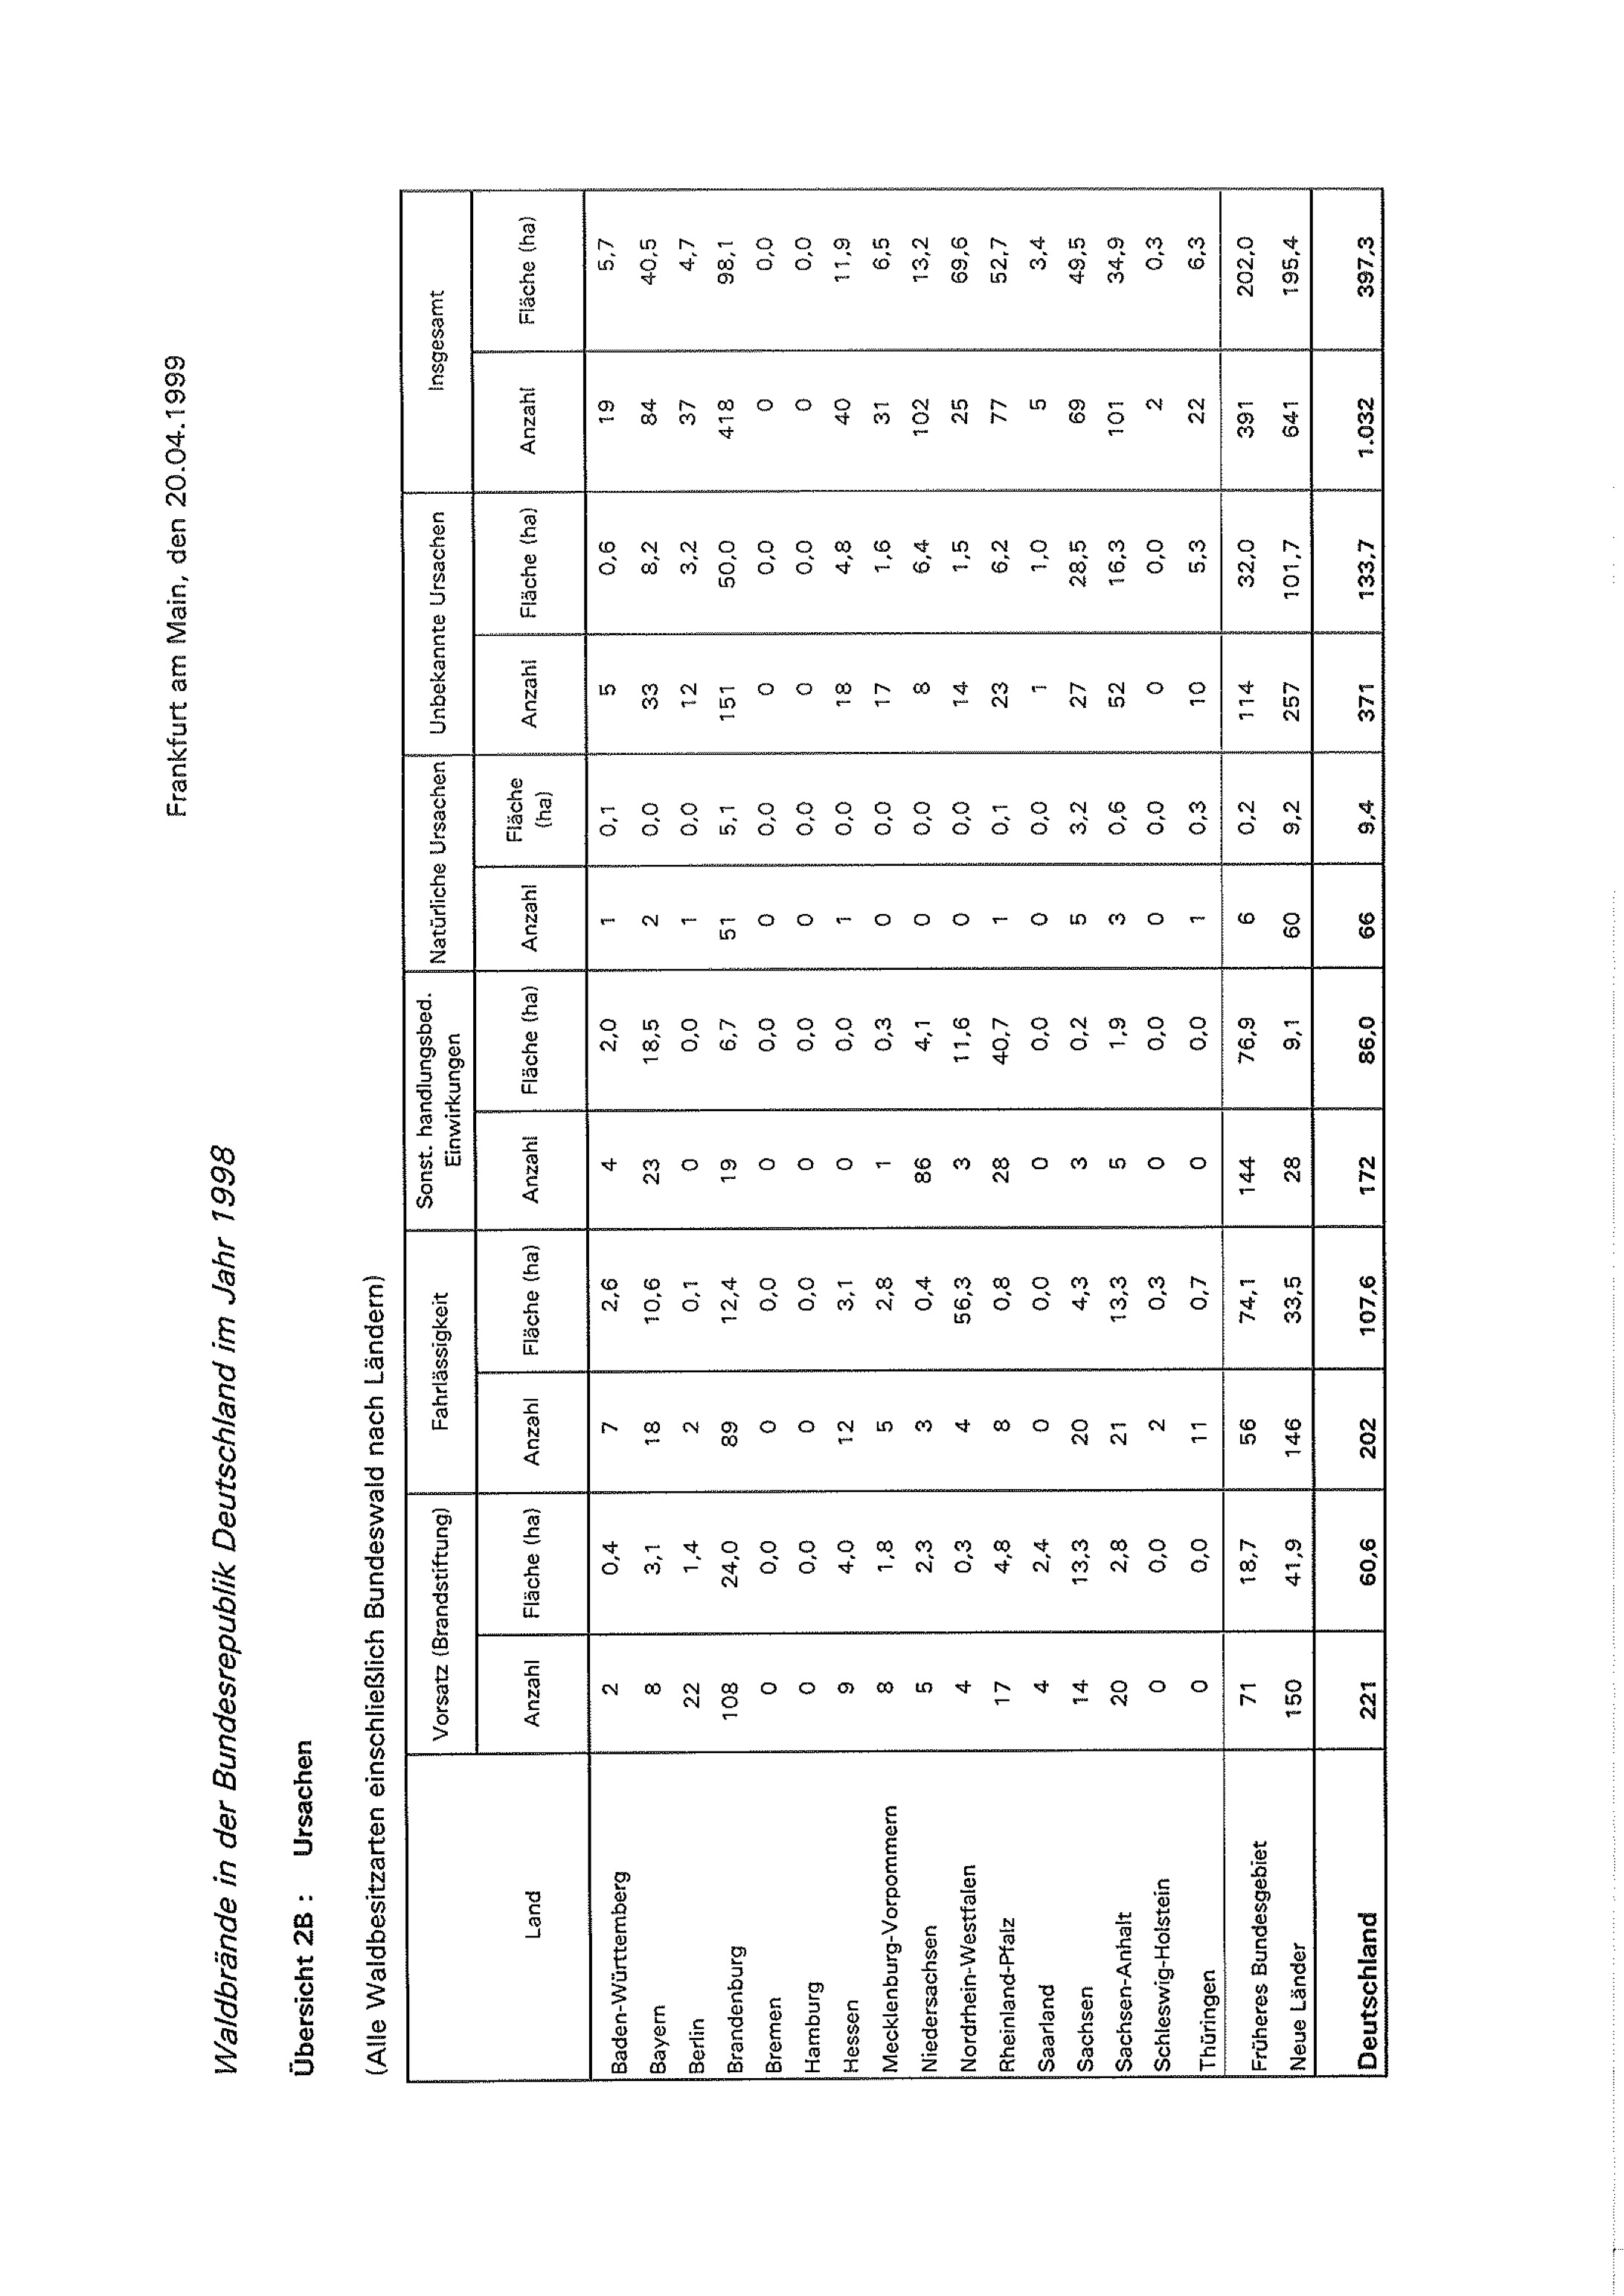 Frankfurt am Main, den 20.04.1999
Waldbrände in der Bundesrepublik Deutschland im Jahr 1998
Übersicht 2B : Ursachen
(Alle Waldbesitzarten einschließlich Bundeswald nach Ländern)
Land Vorsatz (Brandstiftung) Fahrlässigkeit Sonst. handlungsbed. Einwirkungen Natürliche Ursachen Unbekannte Ursachen Insgesamt
Anzahl Fläche (ha) Anzahl Fläche (ha) Anzahl Fläche (ha) Anzahl Fläche (ha) Anzahl Fläche (ha) Anzahl Fläche (ha)
Baden-Württemberg 2 0,4 7 2,6 4 2,0 1 0,1 5 0,6 19 5,7
Bayern 8 3,1 18 10,6 23 18,5 2 0,0 33 8,2 84 40,5
Berlin 22 1,4 2 0,1 0 0,0 1 0,0 12 3,2 37 4,7
Brandenburg 108 24,0 89 12,4 19 6,7 51 5,1 151 50,0 418 98,1
Bremen 0 0,0 0 0,0 0 0,0 0 0,0 0 0,0 0 0,0
Hamburg 0 0,0 0 0,0 0 0,0 0 0,0 0 0,0 0 0,0
Hessen 9 4,0 12 3,1 0 0,0 1 0,0 18 4,8 40 11,9
Mecklenburg-Vorpommern 8 1,8 5 2,8 1 0,3 0 0,0 17 1,6 31 6,5
Niedersachsen 5 2,3 3 0,4 86 4,1 0 0,0 8 6,4 102 13,2
Nordrhein-Westfalen 4 0,3 4 56,3 3 11,6 0 0,0 14 1,5 25 69,6
Rheinland-Pfalz 17 4,8 8 0,8 28 40,7 1 0,1 23 6,2 77 52,7
Saarland 4 2,4 0 0,0 0 0,0 0 0,0 1 1,0 5 3,4
Sachsen 14 13,3 20 4,3 3 0,2 5 3,2 27 28,5 69 49,5
Sachsen-Anhalt 20 2,8 21 13,3 5 1,9 3 0,6 52 16,3 101 34,9
Schleswig-Holstein 0 0,0 2 0,3 0 0,0 0 0,0 0 0,0 2 0,3
Thüringen 0 0,0 11 0,7 0 0,0 1 0,3 10 5,3 22 6,3
Früheres Bundesgebiet 71 18,7 56 74,1 144 76,9 6 0,2 114 32,0 391 202,0
Neue Länder 150 41,9 146 33,5 28 9,1 60 9,2 257 101,7 641 195,4
Deutschland 221 60,6 202 107,6 172 86,0 66 9,4 371 133,7 1.032 397,3